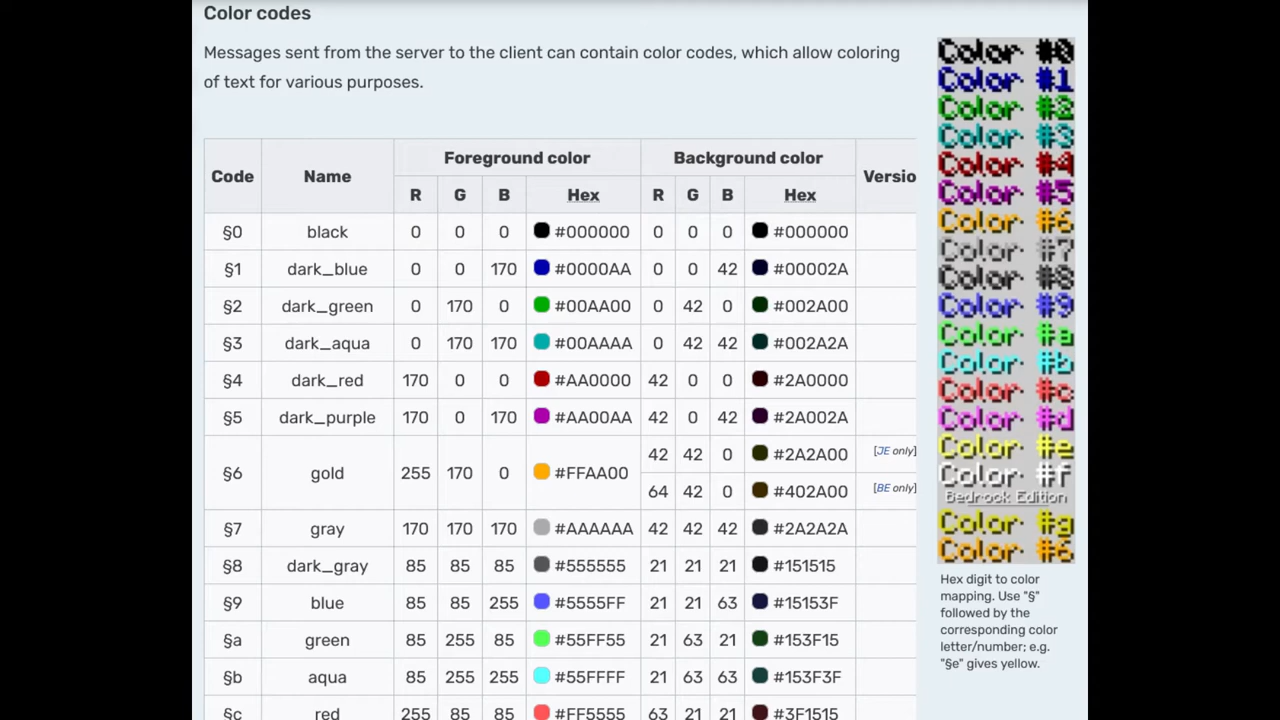 Color codes
Messages sent from the server to the client can contain color codes, which allow coloring
of text for various purposes.
Code Name Foreground color Background color Versio
R G B Hex R G B Hex
§0 black 0 0 0 #000000 0 0 0 #000000
§1 dark_blue 0 0 170 #0000AA 0 0 42 #00002A
§2 dark_green 0 170 0 #00AA00 0 42 0 #002A00
§3 dark_aqua 0 170 170 #00AAAA 0 42 42 #002A2A
§4 dark_red 170 0 0 #AA0000 42 0 0 #2A0000
§5 dark_purple 170 0 170 #AA00AA 42 0 42 #2A002A
§6 gold 255 170 0 #FFAA00 42 42 0 #2A2A00 [JE only]
64 42 0 #402A00 [BE only]
§7 gray 170 170 170 #AAAAAA 42 42 42 #2A2A2A
§8 dark_gray 85 85 85 #555555 21 21 21 #151515
§9 blue 85 85 255 #5555FF 21 21 63 #15153F
§a green 85 255 85 #55FF55 21 63 21 #153F15
§b aqua 85 255 255 #55FFFF 21 63 63 #153F3F
§c red 255 85 85 #FF5555 63 21 21 #3F1515
Color #0
Color #1
Color #2
Color #3
Color #4
Color #5
Color #6
Color #7
Color #8
Color #9
Color #a
Color #b
Color #c
Color #d
Color #e
Color #f
Bedrock Edition
Color #g
Color #6
Hex digit to color
mapping. Use "§"
followed by the
corresponding color
letter/number; e.g.
"§e" gives yellow.